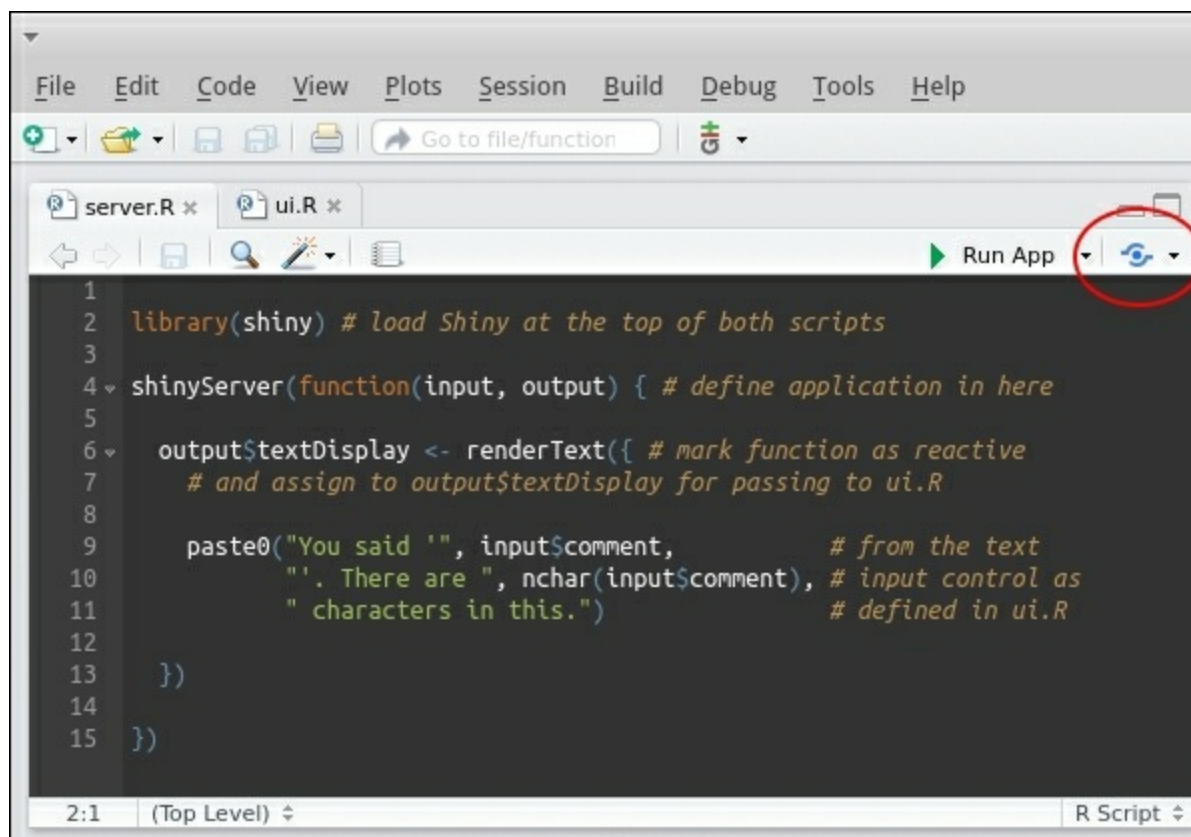 File Edit Code View Plots Session Build Debug Tools Help
Go to file/function
server.R × ui.R ×
Run App
1
2 library(shiny) # load Shiny at the top of both scripts
3
4 shinyServer(function(input, output) { # define application in here
5
6 output$textDisplay <- renderText({ # mark function as reactive
7 # and assign to output$textDisplay for passing to ui.R
8
9 paste0("You said '", input$comment, # from the text
10 "'. There are ", nchar(input$comment), # input control as
11 " characters in this.") # defined in ui.R
12
13 })
14
15 })
2:1 (Top Level) R Script